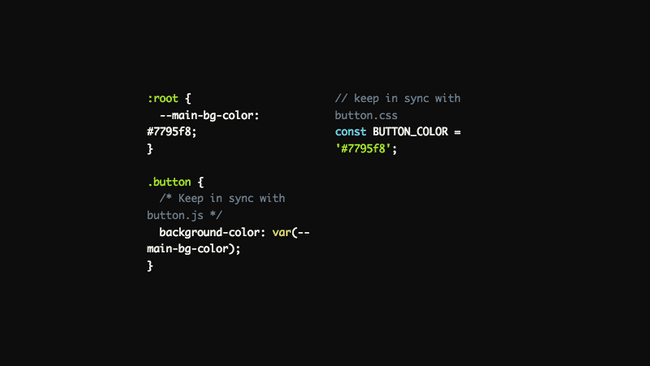 :root {
--main-bg-color:
#7795f8;
}
.button {
/* Keep in sync with
button.js */
background-color: var(--
main-bg-color);
}
// keep in sync with
button.css
const BUTTON_COLOR =
'#7795f8';